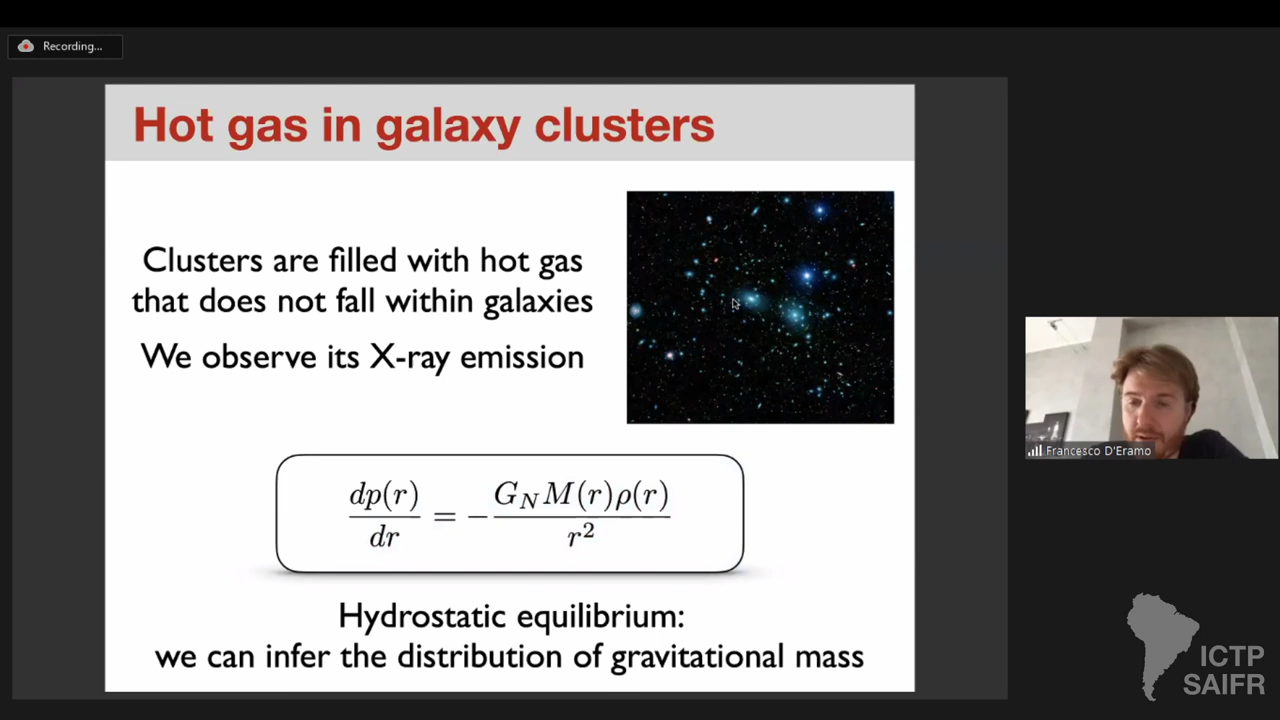 Recording...
Hot gas in galaxy clusters
Clusters are filled with hot gas
that does not fall within galaxies
We observe its X-ray emission
dp(r)/dr = −G_N M(r)ρ(r)/r²
Hydrostatic equilibrium:
we can infer the distribution of gravitational mass
Francesco D'Eramo
ICTP
SAIFR